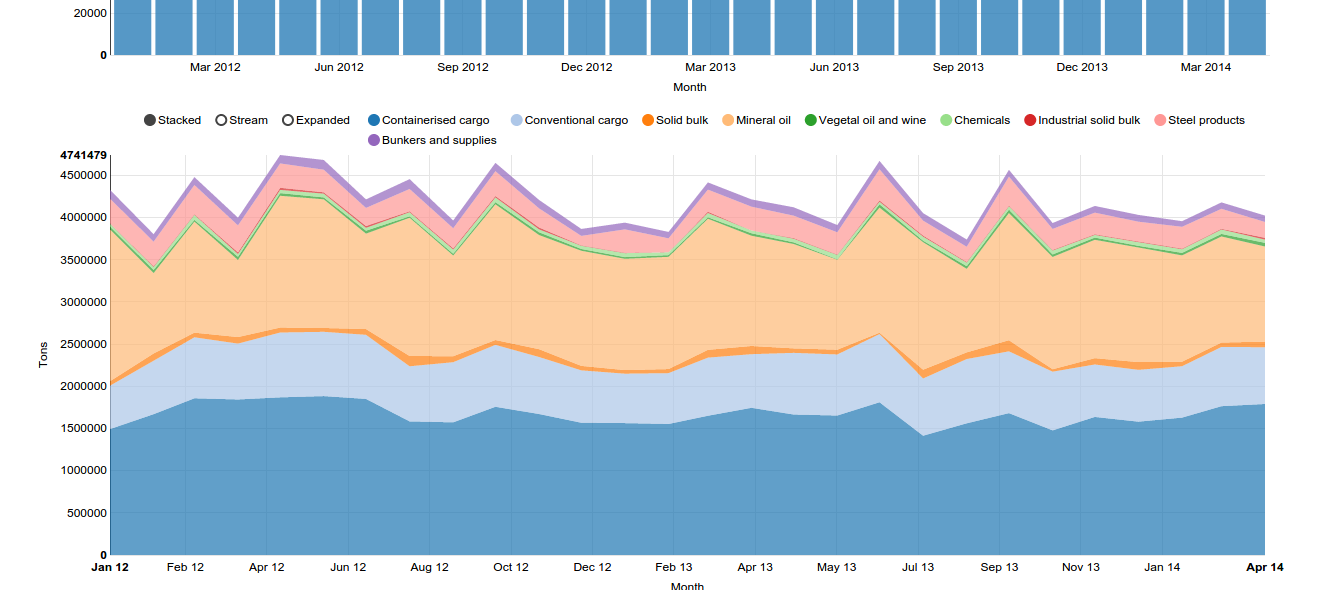 20000
0
Mar 2012 Jun 2012 Sep 2012 Dec 2012 Mar 2013 Jun 2013 Sep 2013 Dec 2013 Mar 2014
Month
Stacked Stream Expanded Containerised cargo Conventional cargo Solid bulk Mineral oil Vegetal oil and wine Chemicals Industrial solid bulk Steel products
Bunkers and supplies
4741479
4500000
4000000
3500000
3000000
2500000
Tons
2000000
1500000
1000000
500000
0
Jan 12 Feb 12 Apr 12 Jun 12 Aug 12 Oct 12 Dec 12 Feb 13 Apr 13 May 13 Jul 13 Sep 13 Nov 13 Jan 14 Apr 14
Month